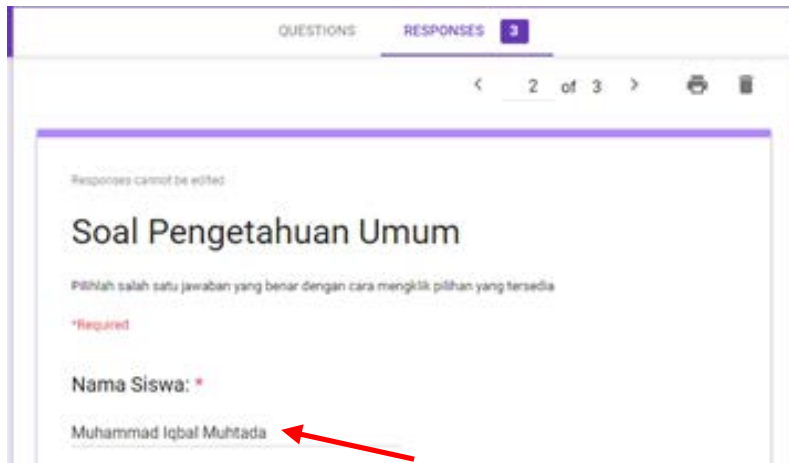 QUESTIONS RESPONSES 3
< 2 of 3 >
Responses cannot be edited
Soal Pengetahuan Umum
Pilihlah salah satu jawaban yang benar dengan cara mengklik pilihan yang tersedia
*Required
Nama Siswa: *
Muhammad Iqbal Muhtada